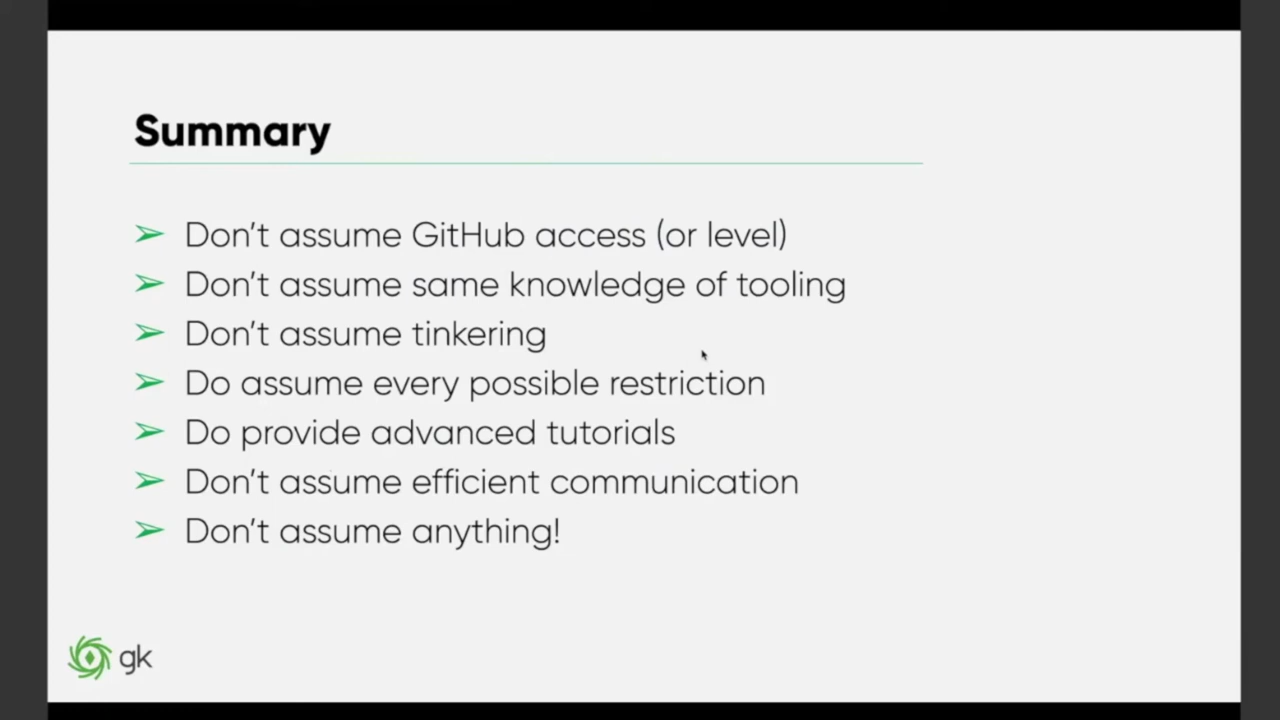 Summary
➢ Don't assume GitHub access (or level)
➢ Don't assume same knowledge of tooling
➢ Don't assume tinkering
➢ Do assume every possible restriction
➢ Do provide advanced tutorials
➢ Don't assume efficient communication
➢ Don't assume anything!
gk